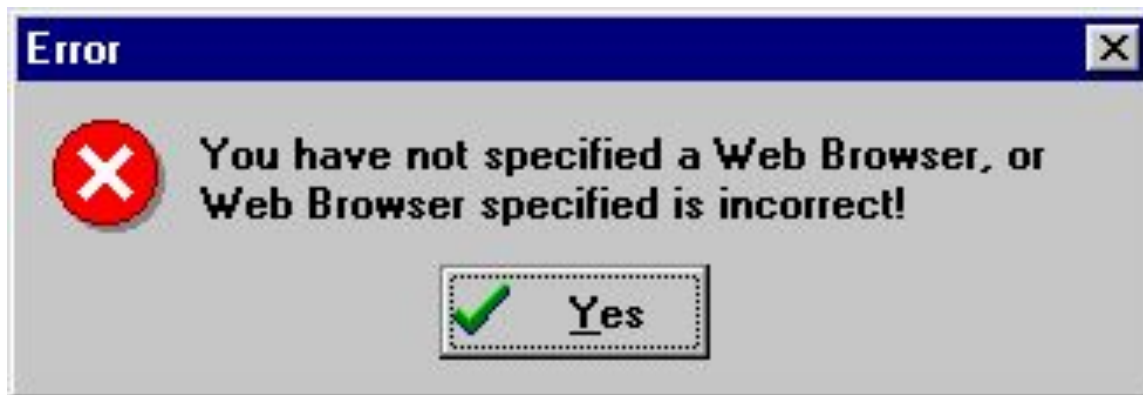 Error
You have not specified a Web Browser, or
Web Browser specified is incorrect!
Yes